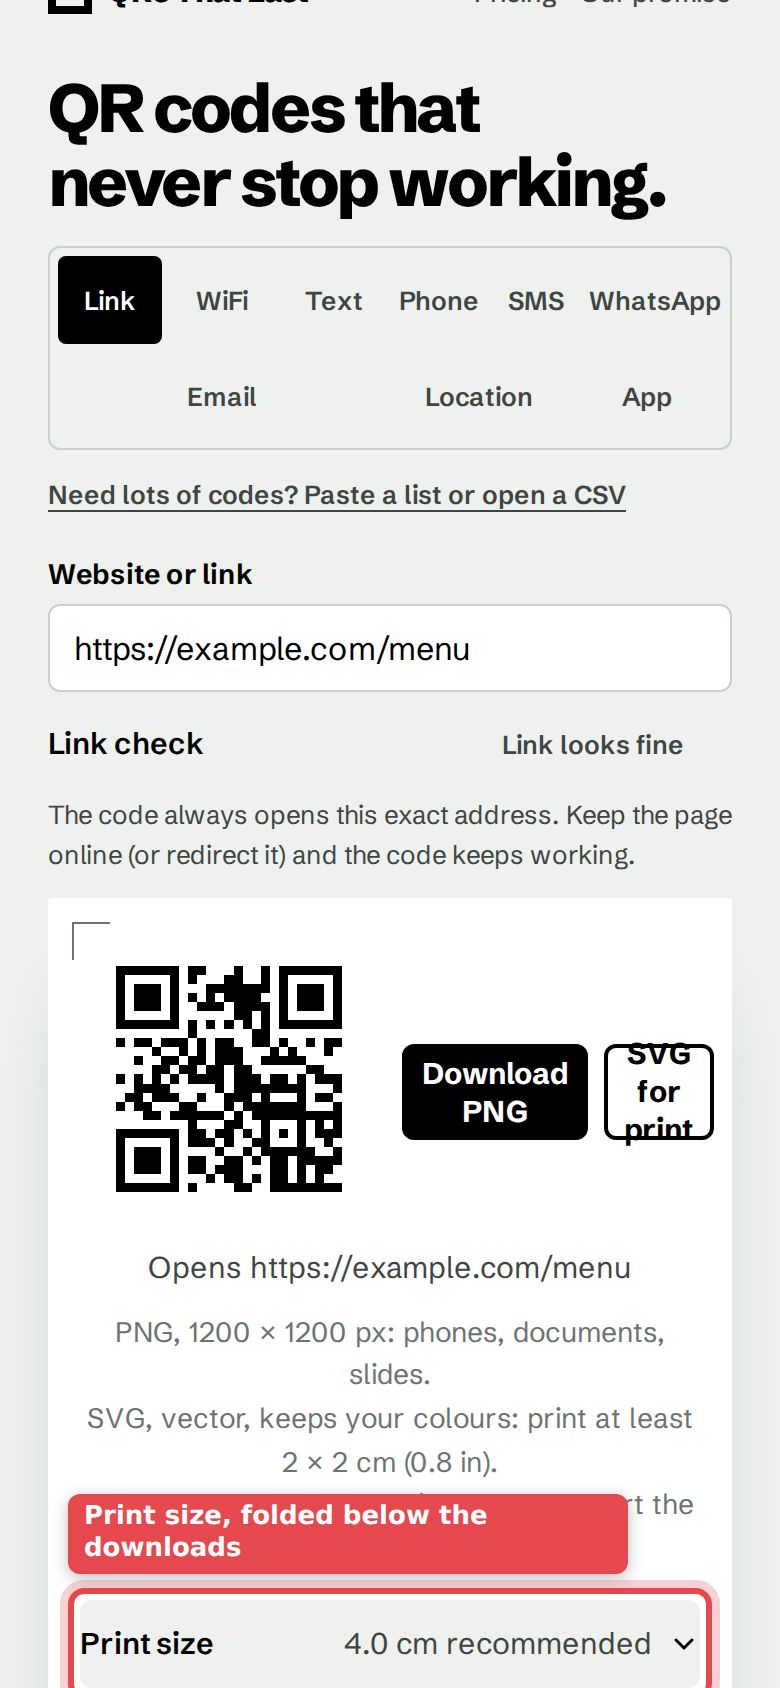 QR codes that
never stop working.
Link WiFi Text Phone SMS WhatsApp
Email Location App
Need lots of codes? Paste a list or open a CSV
Website or link
https://example.com/menu
Link check Link looks fine
The code always opens this exact address. Keep the page
online (or redirect it) and the code keeps working.
Download
PNG
SVG
for
print
Opens https://example.com/menu
PNG, 1200 × 1200 px: phones, documents,
slides.
SVG, vector, keeps your colours: print at least
2 × 2 cm (0.8 in).
the
Print size, folded below the
downloads
Print size 4.0 cm recommended